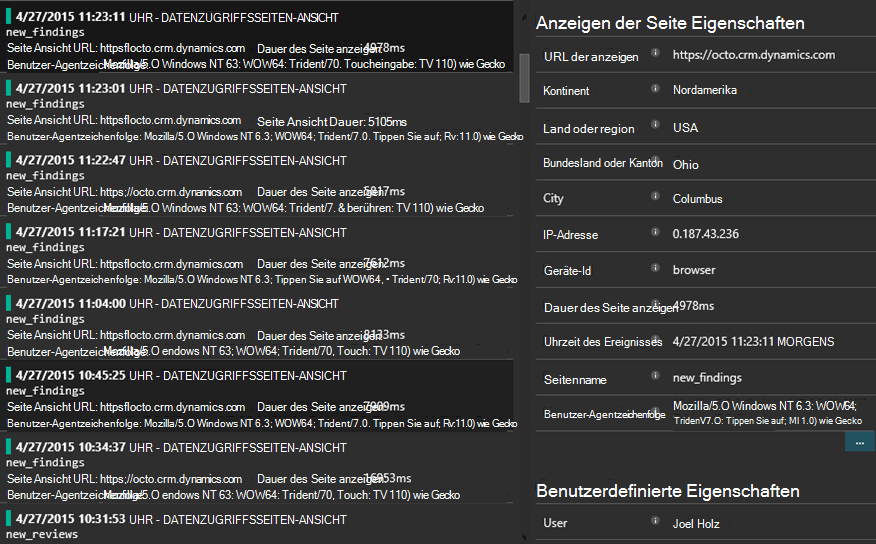 4/27/2015 11:23:11 UHR - DATENZUGRIFFSSEITEN-ANSICHT
new_findings
Seite Ansicht URL: httpsflocto.crm.dynamics.com Dauer des Seite anzeigen: 4978ms
Benutzer-Agentzeichenfolge: Mozilla/5.O Windows NT 63: WOW64: Trident/70. Toucheingabe: TV 110) wie Gecko
4/27/2015 11:23:01 UHR - DATENZUGRIFFSSEITEN-ANSICHT
new_findings
Seite Ansicht URL: httpsflocto.crm.dynamics.com Seite Ansicht Dauer: 5105ms
Benutzer-Agentzeichenfolge: Mozilla/5.O Windows NT 6.3; WOW64; Trident/7.0. Tippen Sie auf; Rv:11.0) wie Gecko
4/27/2015 11:22:47 UHR - DATENZUGRIFFSSEITEN-ANSICHT
new_findings
Seite Ansicht URL: https;//octo.crm.dynamics.com Dauer des Seite anzeigen: 5817ms
Benutzer-Agentzeichenfolge: Mozilla/5.O Windows NT 63: WOW64: Trident/7. & berühren: TV 110) wie Gecko
4/27/2015 11:17:21 UHR - DATENZUGRIFFSSEITEN-ANSICHT
new_findings
Seite Ansicht URL: httpsflocto.crm.dynamics.com Dauer des Seite anzeigen: 7612ms
Benutzer-Agentzeichenfolge: Mozilla/5.O Windows NT 6.3; Tippen Sie auf WOW64, • Trident/70; Rv:11.0) wie Gecko
4/27/2015 11:04:00 UHR - DATENZUGRIFFSSEITEN-ANSICHT
new_findings
Seite Ansicht URL: httpsflocto.crm.dynamics.com Dauer des Seite anzeigen: 8133ms
Benutzer-Agentzeichenfolge: Mozilla/5.O endows NT 63; WOW64; Trident/70, Touch: TV 110) wie Gecko
4/27/2015 10:45:25 UHR - DATENZUGRIFFSSEITEN-ANSICHT
new_findings
Seite Ansicht URL: httpsflocto.crm.dynamics.com Dauer des Seite anzeigen: 7909ms
Benutzer-Agentzeichenfolge: Mozilla/5.O Windows NT 6.3: WOW64; Trident/7.0. Tippen Sie auf; Rv:11.0) wie Gecko
4/27/2015 10:34:37 UHR - DATENZUGRIFFSSEITEN-ANSICHT
new_findings
Seite Ansicht URL: https://octo.crm.dynamics.com Dauer des Seite anzeigen: 16953ms
Benutzer-Agentzeichenfolge: Mozilla/5.O endows NT 63: WOW64: Trident/70, Touch: TV 110) wie Gecko
4/27/2015 10:31:53 UHR - DATENZUGRIFFSSEITEN-ANSICHT
new_reviews
Anzeigen der Seite Eigenschaften
URL der anzeigen https://octo.crm.dynamics.com
Kontinent Nordamerika
Land oder region USA
Bundesland oder Kanton Ohio
City Columbus
IP-Adresse 0.187.43.236
Geräte-Id browser
Dauer des Seite anzeigen 4978ms
Uhrzeit des Ereignisses 4/27/2015 11:23:11 MORGENS
Seitenname new_findings
Benutzer-Agentzeichenfolge Mozilla/5.O Windows NT 6.3: WOW64;
TridenV7.O: Tippen Sie auf; MI 1.0) wie Gecko
...
Benutzerdefinierte Eigenschaften
User Joel Holz